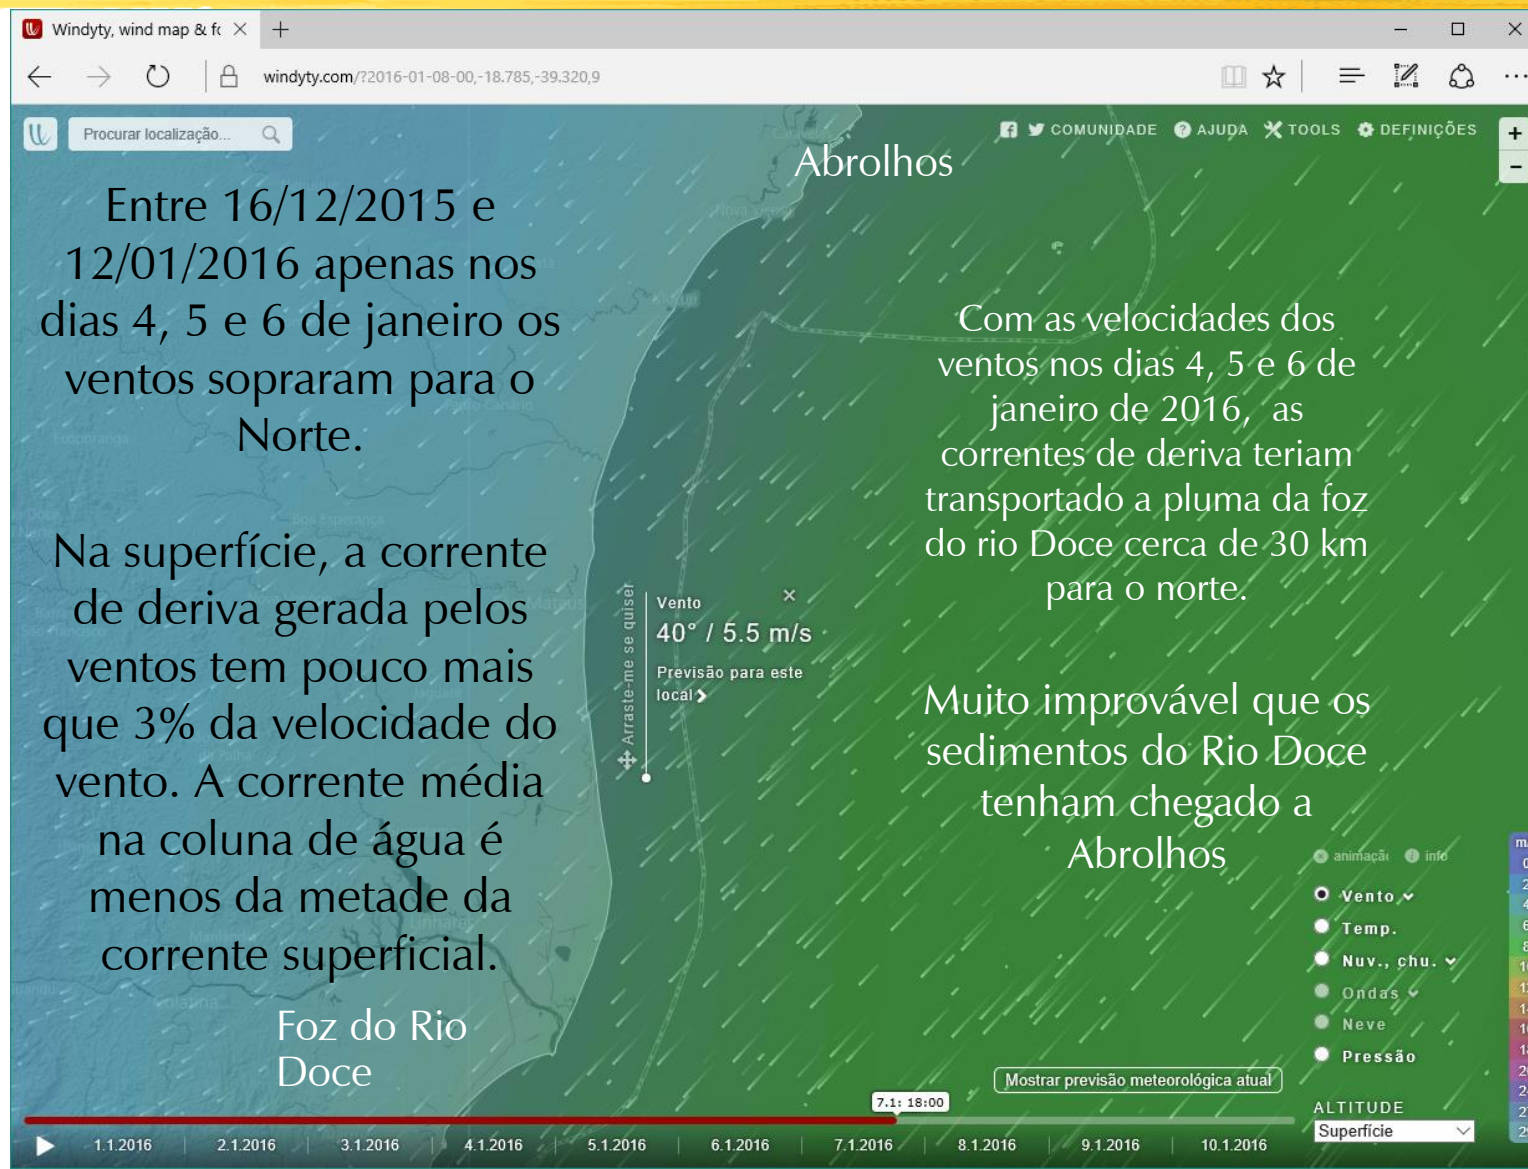 Windyty, wind map & fo
windyty.com/?2016-01-08-00,-18.785,-39.320,9
Procurar localização...
COMUNIDADE
AJUDA
TOOLS
DEFINIÇÕES
+
−
Abrolhos
Entre 16/12/2015 e
12/01/2016 apenas nos
dias 4, 5 e 6 de janeiro os
ventos sopraram para o
Norte.
Na superfície, a corrente
de deriva gerada pelos
ventos tem pouco mais
que 3% da velocidade do
vento. A corrente média
na coluna de água é
menos da metade da
corrente superficial.
Foz do Rio
Doce
Com as velocidades dos
ventos nos dias 4, 5 e 6 de
janeiro de 2016, as
correntes de deriva teriam
transportado a pluma da foz
do rio Doce cerca de 30 km
para o norte.
Muito improvável que os
sedimentos do Rio Doce
tenham chegado a
Abrolhos
Arraste-me se quiser
Vento
40° / 5.5 m/s
Previsão para este
local
Linhares
Colatina
animação
info
Vento
Temp.
Nuv., chu.
Ondas
Neve
Pressão
Mostrar previsão meteorológica atual
ALTITUDE
Superfície
7.1: 18:00
1.1.2016
2.1.2016
3.1.2016
4.1.2016
5.1.2016
6.1.2016
7.1.2016
8.1.2016
9.1.2016
10.1.2016